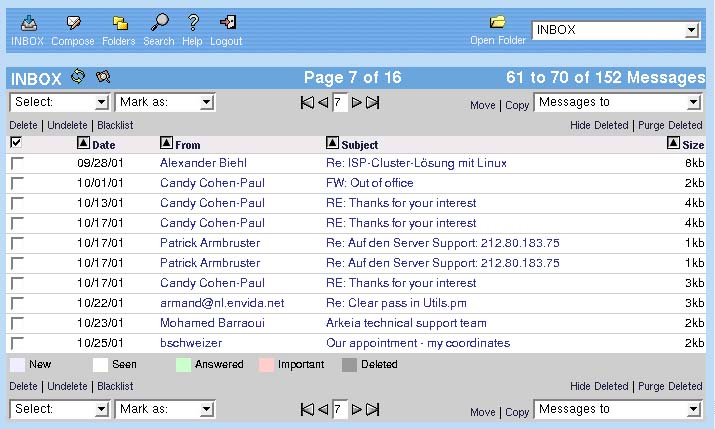 INBOX Compose Folders Search Help Logout Open Folder INBOX
INBOX Page 7 of 16 61 to 70 of 152 Messages
Select: Mark as: 7 Move | Copy Messages to
Delete | Undelete | Blacklist Hide Deleted | Purge Deleted
Date From Subject Size
09/28/01 Alexander Biehl Re: ISP-Cluster-Lösung mit Linux 6kb
10/01/01 Candy Cohen-Paul FW: Out of office 2kb
10/13/01 Candy Cohen-Paul RE: Thanks for your interest 4kb
10/17/01 Candy Cohen-Paul RE: Thanks for your interest 4kb
10/17/01 Patrick Armbruster Re: Auf den Server Support: 212.80.183.75 1kb
10/17/01 Patrick Armbruster Re: Auf den Server Support: 212.80.183.75 1kb
10/17/01 Candy Cohen-Paul RE: Thanks for your interest 3kb
10/22/01 armand@nl.envida.net Re: Clear pass in Utils.pm 3kb
10/23/01 Mohamed Barraoui Arkeia technical support team 2kb
10/25/01 bschweizer Our appointment - my coordinates 2kb
New Seen Answered Important Deleted
Delete | Undelete | Blacklist Hide Deleted | Purge Deleted
Select: Mark as: 7 Move | Copy Messages to